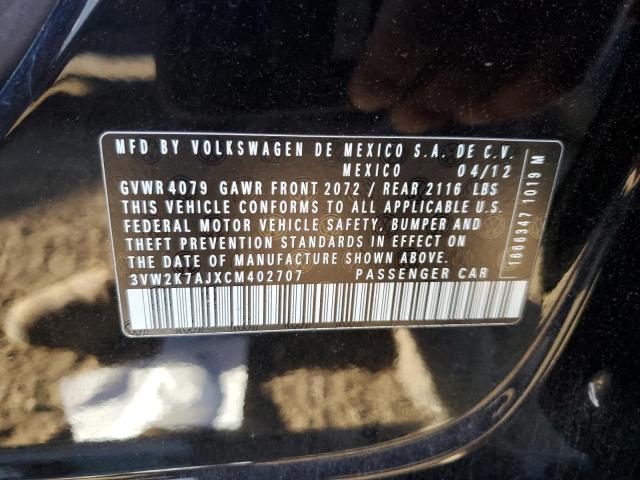 MFD BY VOLKSWAGEN DE MEXICO S.A. DE C.V.
MEXICO 04/12
GVWR 4079 GAWR FRONT 2072 / REAR 2116 LBS
THIS VEHICLE CONFORMS TO ALL APPLICABLE U.S.
FEDERAL MOTOR VEHICLE SAFETY, BUMPER AND
THEFT PREVENTION STANDARDS IN EFFECT ON
THE DATE OF MANUFACTURE SHOWN ABOVE.
3VW2K7AJXCM402707 PASSENGER CAR
1666347 1019 M